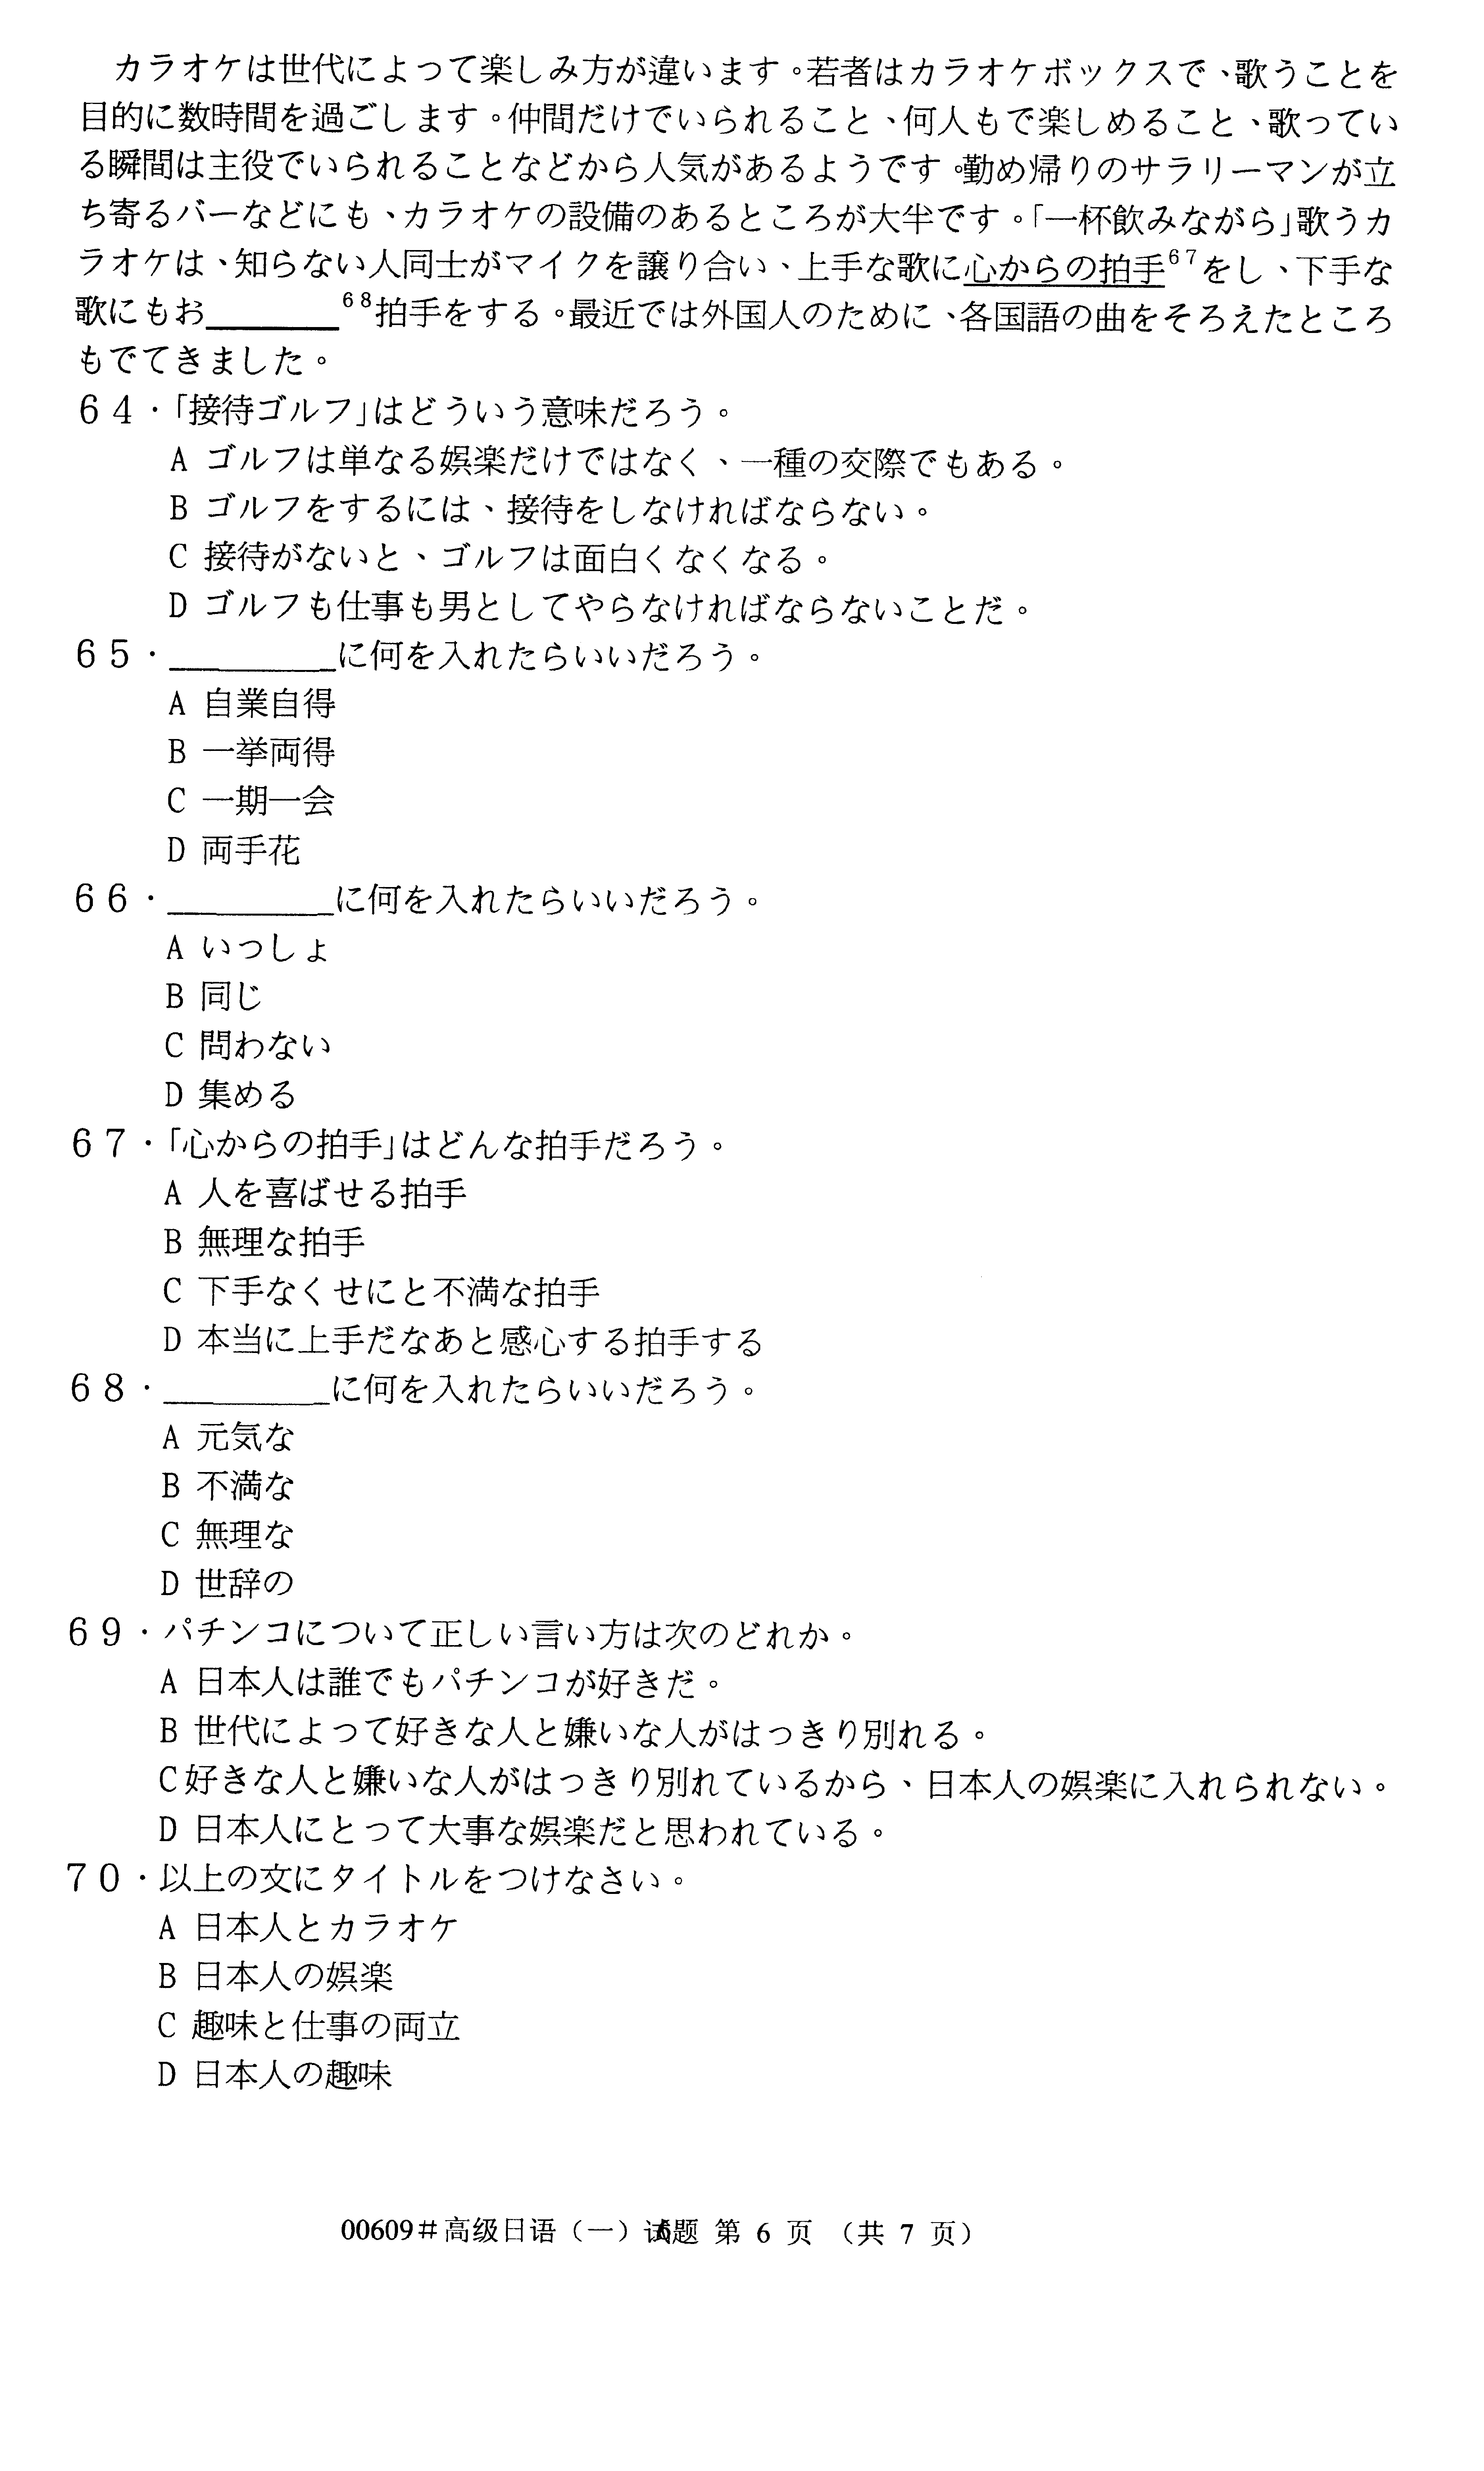 カラオケは世代によって楽しみ方が違います。若者はカラオケボックスで、歌うことを
目的に数時間を過ごします。仲間だけでいられること、何人もで楽しめること、歌ってい
る瞬間は主役でいられることなどから人気があるようです。勤め帰りのサラリーマンが立
ち寄るバーなどにも、カラオケの設備のあるところが大半です。「一杯飲みながら」歌うカ
ラオケは、知らない人同士がマイクを譲り合い、上手な歌に心からの拍手⁶⁷をし、下手な
歌にもお________⁶⁸拍手をする。最近では外国人のために、各国語の曲をそろえたところ
もでてきました。
64．「接待ゴルフ」はどういう意味だろう。
A ゴルフは単なる娯楽だけではなく、一種の交際でもある。
B ゴルフをするには、接待をしなければならない。
C 接待がないと、ゴルフは面白くなくなる。
D ゴルフも仕事も男としてやらなければならないことだ。
65．__________に何を入れたらいいだろう。
A 自業自得
B 一挙両得
C 一期一会
D 両手花
66．__________に何を入れたらいいだろう。
A いっしょ
B 同じ
C 問わない
D 集める
67．「心からの拍手」はどんな拍手だろう。
A 人を喜ばせる拍手
B 無理な拍手
C 下手なくせにと不満な拍手
D 本当に上手だなあと感心する拍手する
68．__________に何を入れたらいいだろう。
A 元気な
B 不満な
C 無理な
D 世辞の
69．パチンコについて正しい言い方は次のどれか。
A 日本人は誰でもパチンコが好きだ。
B 世代によって好きな人と嫌いな人がはっきり別れる。
C好きな人と嫌いな人がはっきり別れているから、日本人の娯楽に入れられない。
D 日本人にとって大事な娯楽だと思われている。
70．以上の文にタイトルをつけなさい。
A 日本人とカラオケ
B 日本人の娯楽
C 趣味と仕事の両立
D 日本人の趣味
00609＃高级日语（一）试题 第 6 页 （共 7 页）